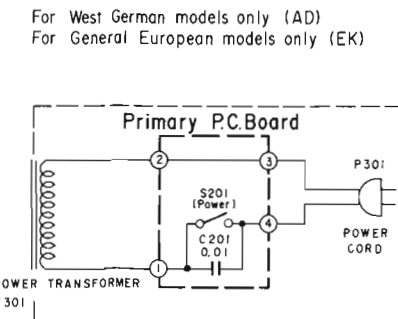 For West German models only (AD)
For General European models only (EK)
Primary P.C.Board
2
3
P301
S201
(Power)
4
POWER
CORD
C201
0.01
1
OWER TRANSFORMER
301